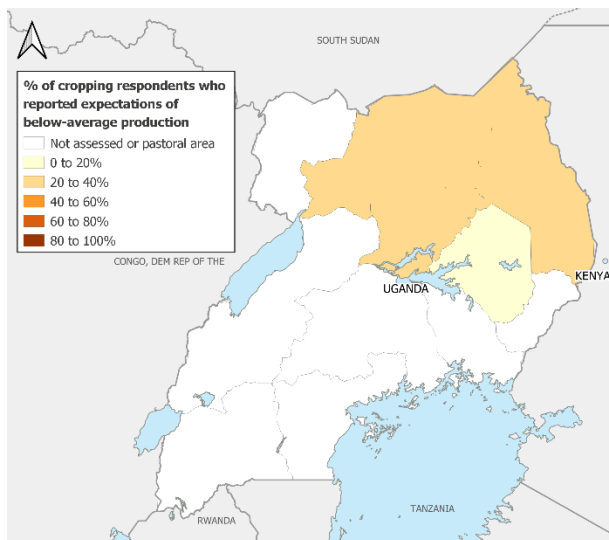 SOUTH SUDAN
% of cropping respondents who
reported expectations of
below-average production
Not assessed or pastoral area
0 to 20%
20 to 40%
40 to 60%
60 to 80%
80 to 100%
CONGO, DEM REP OF THE
KENYA
UGANDA
TANZANIA
RWANDA